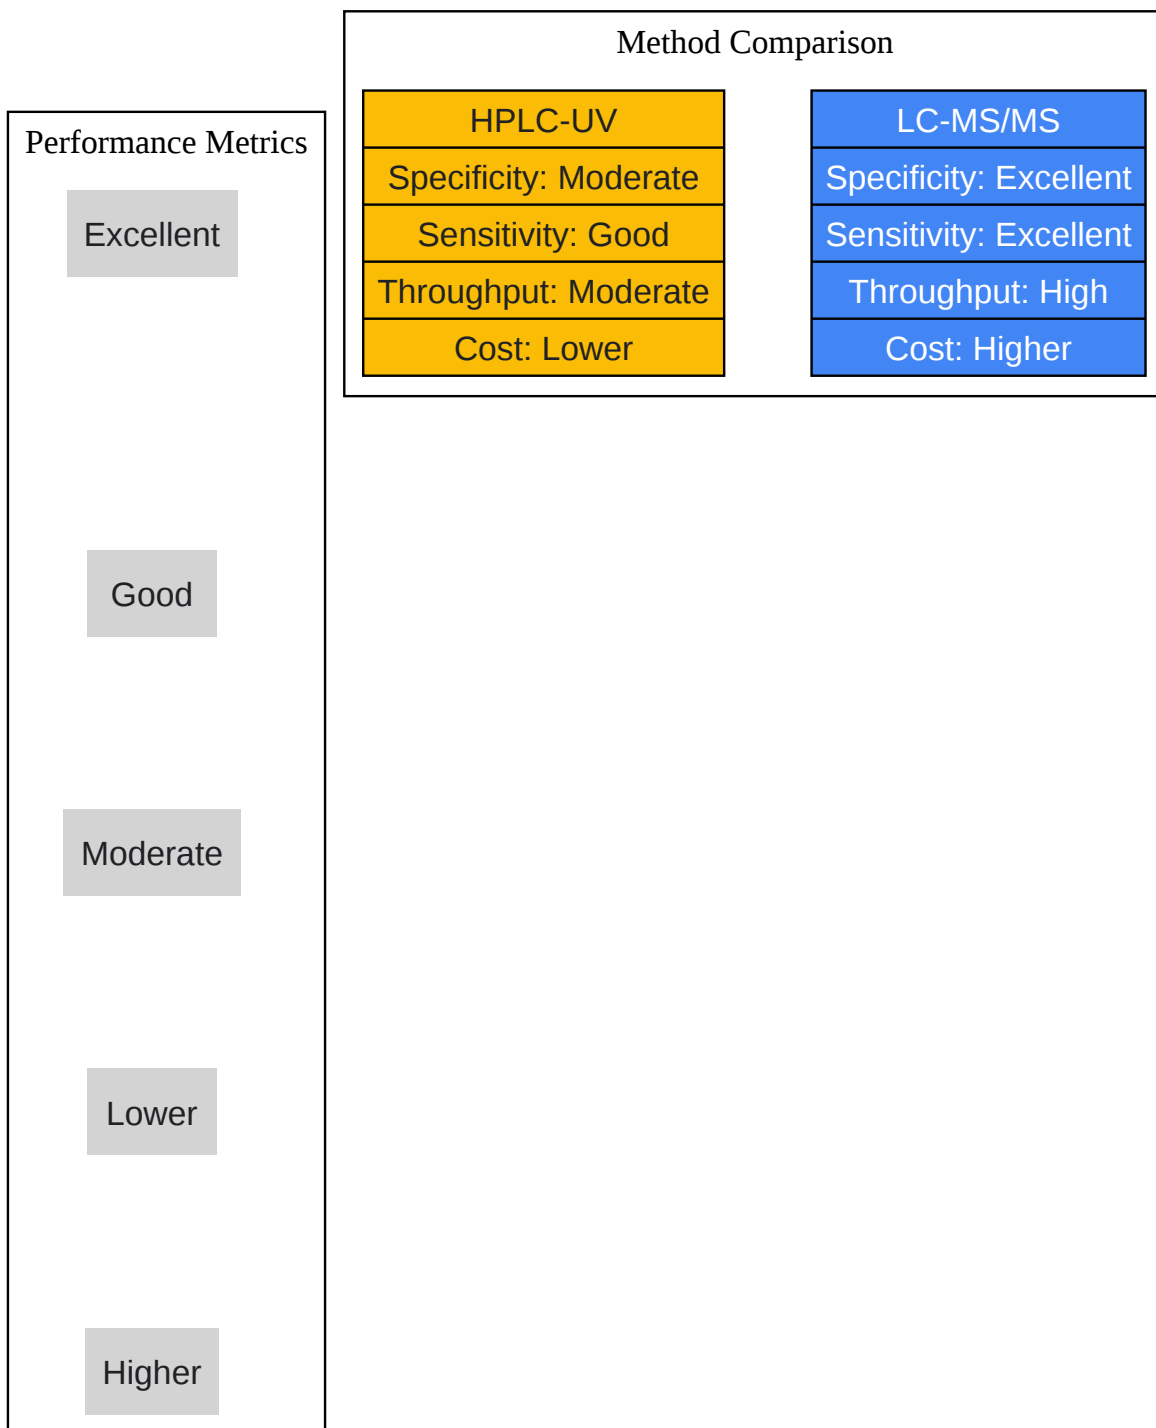 Method Comparison
HPLC-UV
Specificity: Moderate
Sensitivity: Good
Throughput: Moderate
Cost: Lower
LC-MS/MS
Specificity: Excellent
Sensitivity: Excellent
Throughput: High
Cost: Higher
Performance Metrics
Excellent
Good
Moderate
Lower
Higher